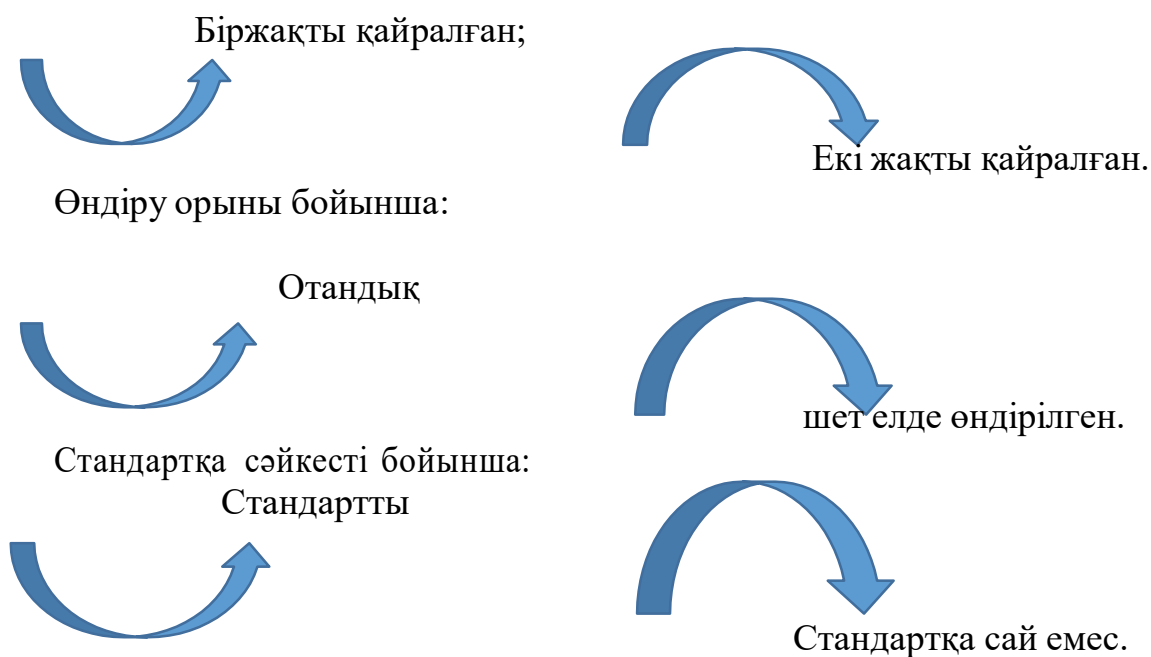 Біржақты қайралған;
Екі жақты қайралған.
Өндіру орыны бойынша:
Отандық
шет елде өндірілген.
Стандартқа сәйкесті бойынша:
Стандартты
Стандартқа сай емес.